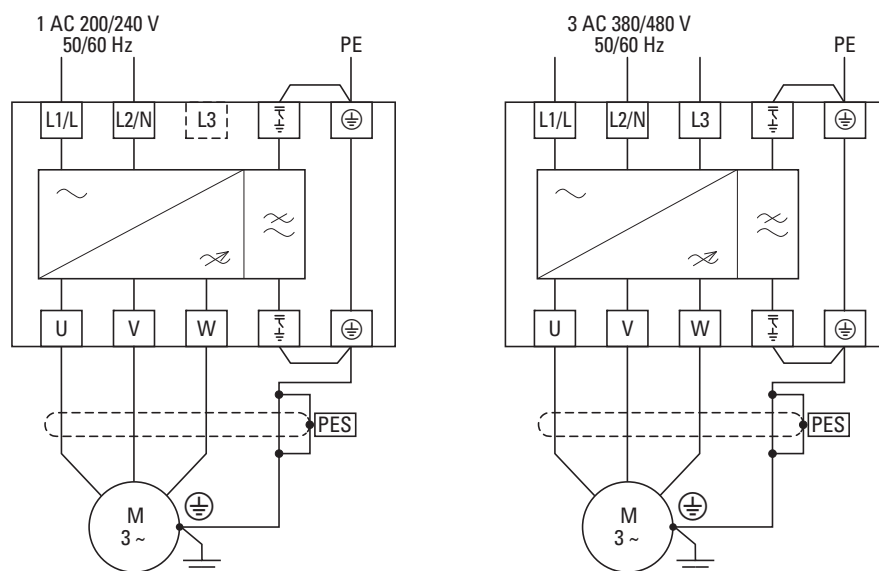 1 AC 200/240 V
50/60 Hz
PE
L1/L
L2/N
L3
U
V
W
PES
M
3 ~
3 AC 380/480 V
50/60 Hz
PE
L1/L
L2/N
L3
U
V
W
PES
M
3 ~